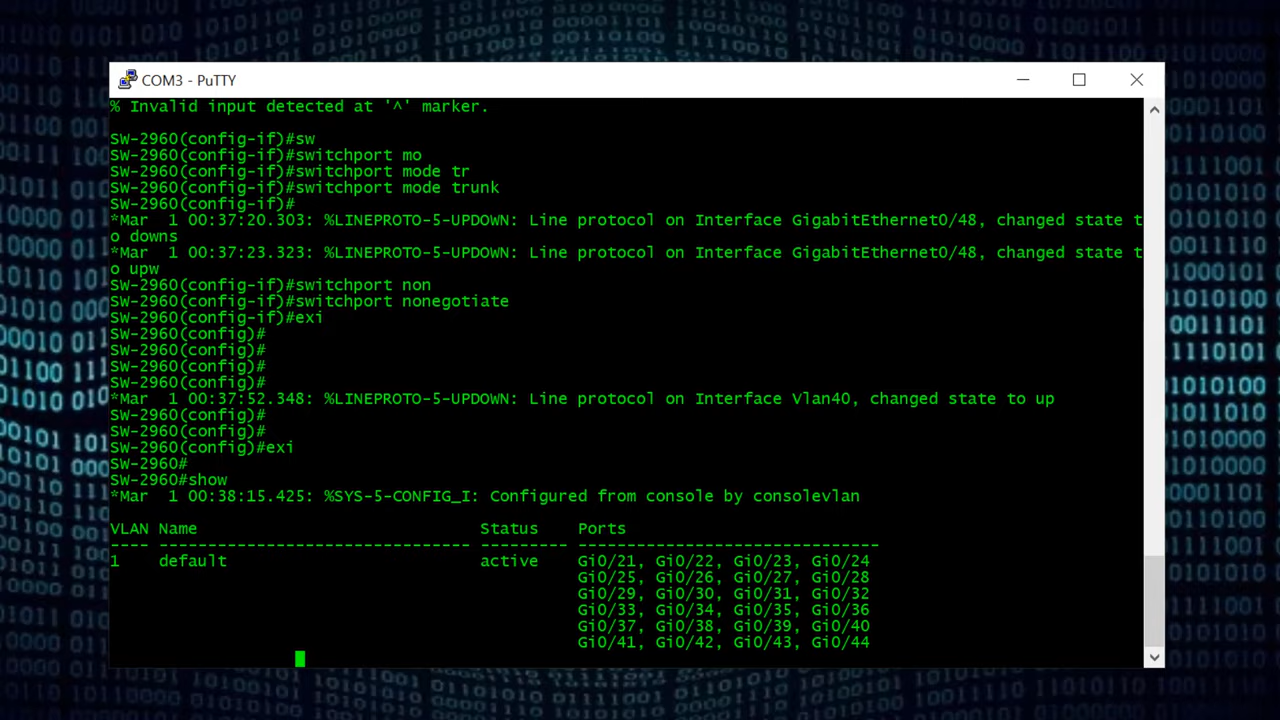 COM3 - PuTTY
% Invalid input detected at '^' marker.
SW-2960(config-if)#sw
SW-2960(config-if)#switchport mo
SW-2960(config-if)#switchport mode tr
SW-2960(config-if)#switchport mode trunk
SW-2960(config-if)#
*Mar  1 00:37:20.303: %LINEPROTO-5-UPDOWN: Line protocol on Interface GigabitEthernet0/48, changed state t
o downs
*Mar  1 00:37:23.323: %LINEPROTO-5-UPDOWN: Line protocol on Interface GigabitEthernet0/48, changed state t
o upw
SW-2960(config-if)#switchport non
SW-2960(config-if)#switchport nonegotiate
SW-2960(config-if)#exi
SW-2960(config)#
SW-2960(config)#
SW-2960(config)#
SW-2960(config)#
*Mar  1 00:37:52.348: %LINEPROTO-5-UPDOWN: Line protocol on Interface Vlan40, changed state to up
SW-2960(config)#
SW-2960(config)#
SW-2960(config)#exi
SW-2960#
SW-2960#show
*Mar  1 00:38:15.425: %SYS-5-CONFIG_I: Configured from console by consolevlan
VLAN Name                             Status    Ports
---- -------------------------------- --------- -------------------------------
1    default                          active    Gi0/21, Gi0/22, Gi0/23, Gi0/24
                                                Gi0/25, Gi0/26, Gi0/27, Gi0/28
                                                Gi0/29, Gi0/30, Gi0/31, Gi0/32
                                                Gi0/33, Gi0/34, Gi0/35, Gi0/36
                                                Gi0/37, Gi0/38, Gi0/39, Gi0/40
                                                Gi0/41, Gi0/42, Gi0/43, Gi0/44